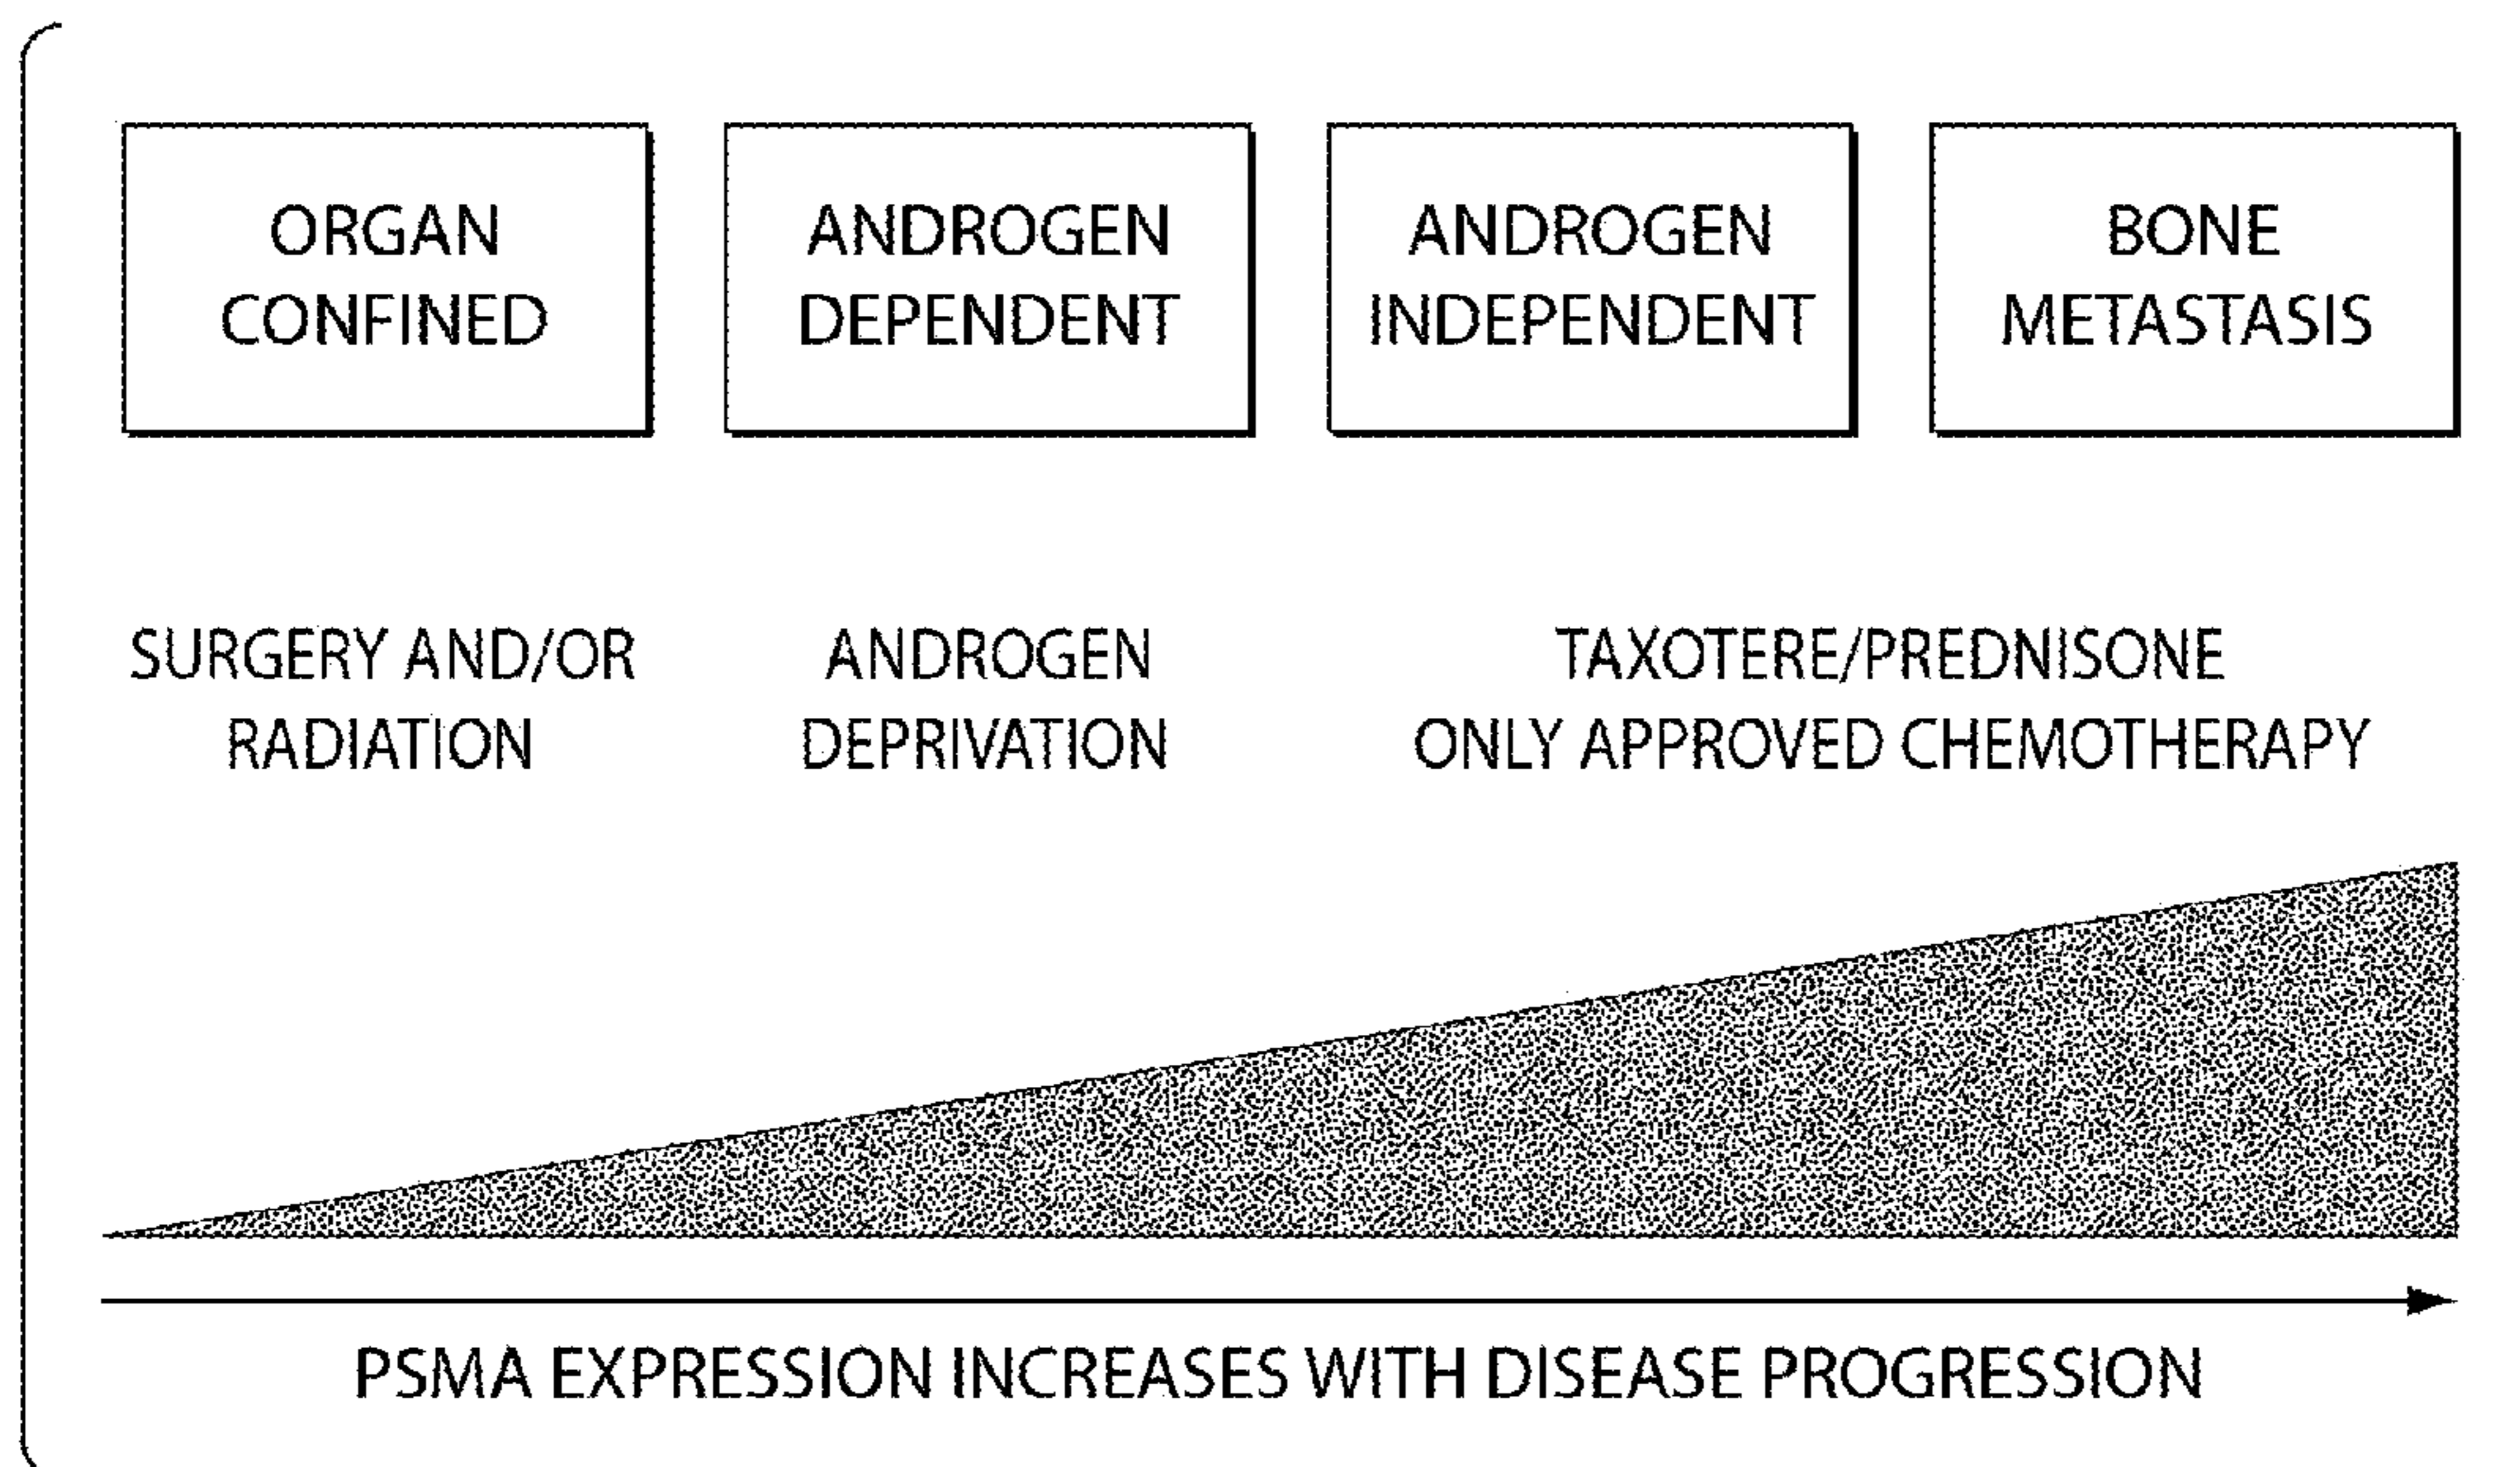 ORGAN
CONFINED
ANDROGEN
DEPENDENT
ANDROGEN
INDEPENDENT
BONE
METASTASIS
SURGERY AND/OR
RADIATION
ANDROGEN
DEPRIVATION
TAXOTERE/PREDNISONE
ONLY APPROVED CHEMOTHERAPY
PSMA EXPRESSION INCREASES WITH DISEASE PROGRESSION